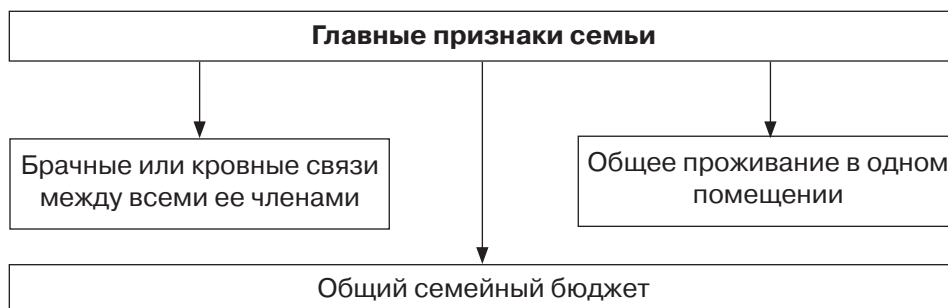 Главные признаки семьи
Брачные или кровные связи
между всеми ее членами
Общее проживание в одном
помещении
Общий семейный бюджет